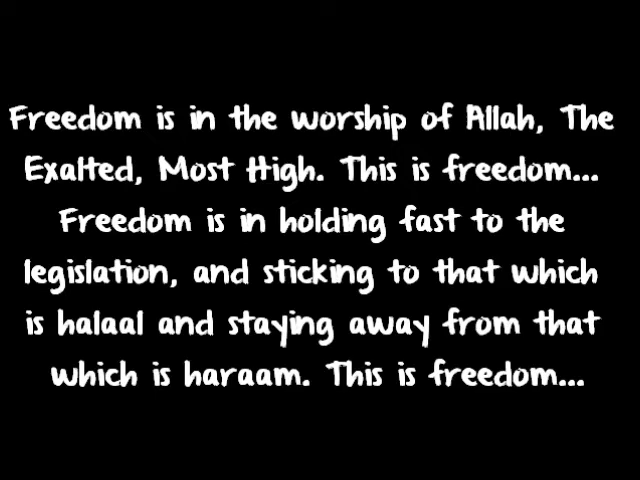 Freedom is in the worship of Allah, The
Exalted, Most High. This is freedom...
Freedom is in holding fast to the
legislation, and sticking to that which
is halaal and staying away from that
which is haraam. This is freedom...